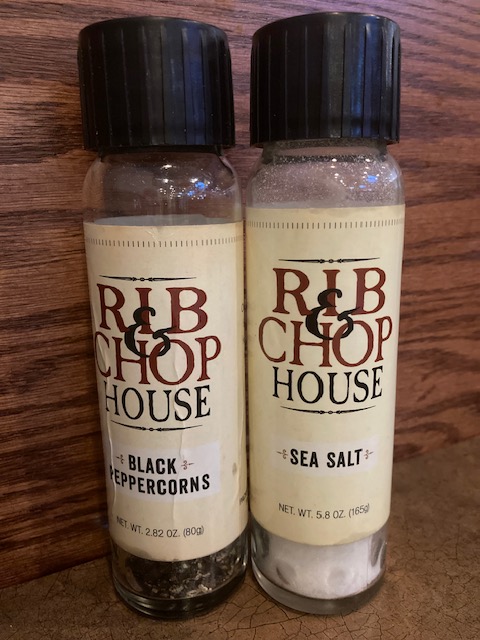 RIB
&
CHOP
HOUSE
BLACK
PEPPERCORNS
NET. WT. 2.82 OZ. (80g)
RIB
&
CHOP
HOUSE
SEA SALT
NET. WT. 5.8 OZ. (165g)